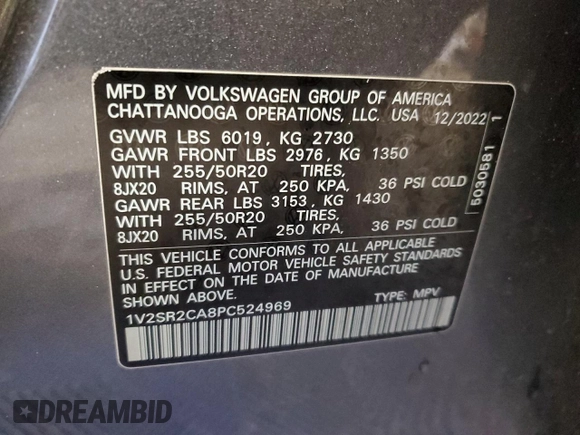 MFD BY VOLKSWAGEN GROUP OF AMERICA
CHATTANOOGA OPERATIONS, LLC. USA 12/2022
GVWR LBS 6019, KG 2730
GAWR FRONT LBS 2976, KG 1350
WITH 255/50R20 TIRES,
8JX20 RIMS, AT 250 KPA, 36 PSI COLD
GAWR REAR LBS 3153, KG 1430
WITH 255/50R20 TIRES,
8JX20 RIMS, AT 250 KPA, 36 PSI COLD
THIS VEHICLE CONFORMS TO ALL APPLICABLE
U.S. FEDERAL MOTOR VEHICLE SAFETY STANDARDS
IN EFFECT ON THE DATE OF MANUFACTURE
SHOWN ABOVE.
1V2SR2CA8PC524969 TYPE: MPV
5030581 1
DREAMBID